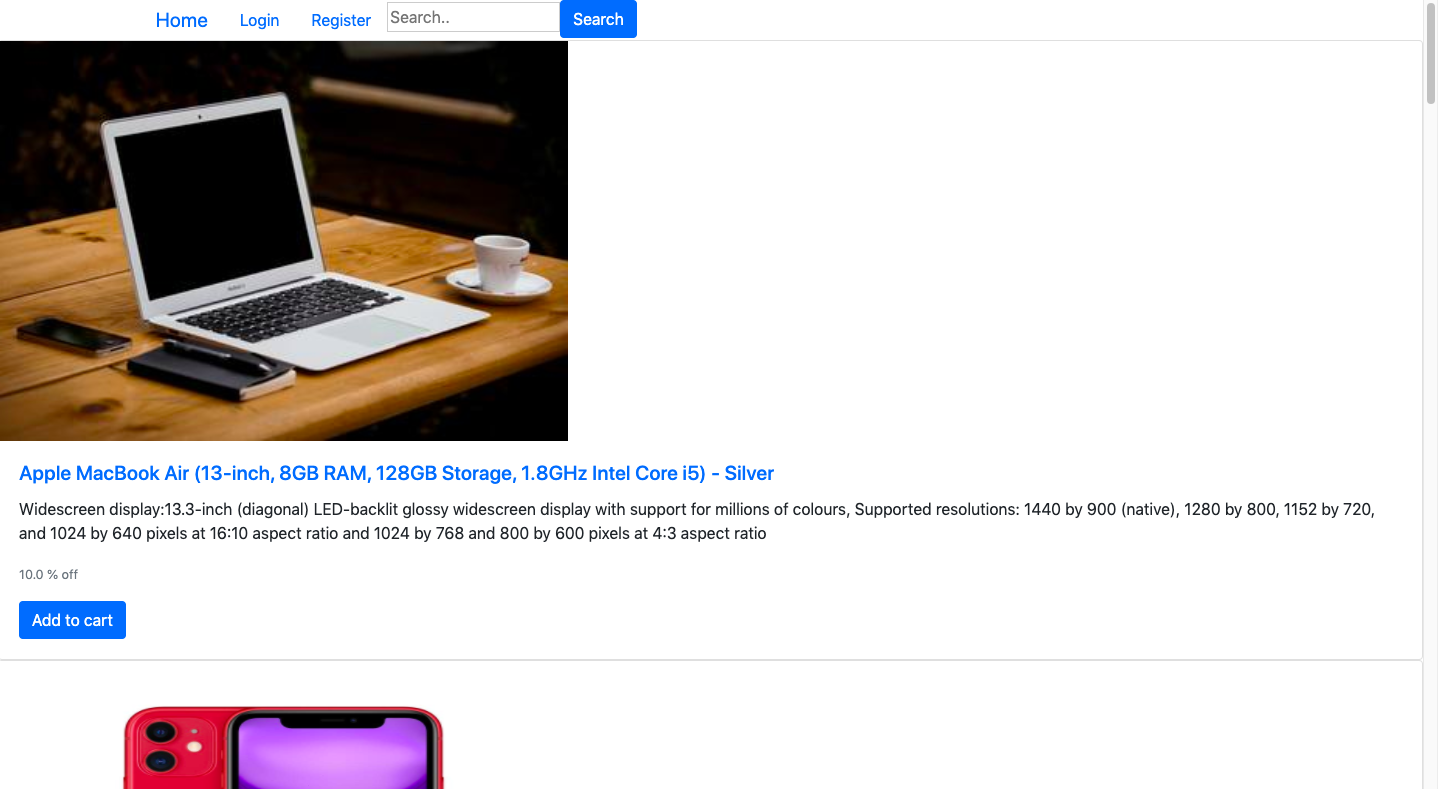 Home Login Register Search.. Search
Apple MacBook Air (13-inch, 8GB RAM, 128GB Storage, 1.8GHz Intel Core i5) - Silver
Widescreen display:13.3-inch (diagonal) LED-backlit glossy widescreen display with support for millions of colours, Supported resolutions: 1440 by 900 (native), 1280 by 800, 1152 by 720,
and 1024 by 640 pixels at 16:10 aspect ratio and 1024 by 768 and 800 by 600 pixels at 4:3 aspect ratio
10.0 % off
Add to cart